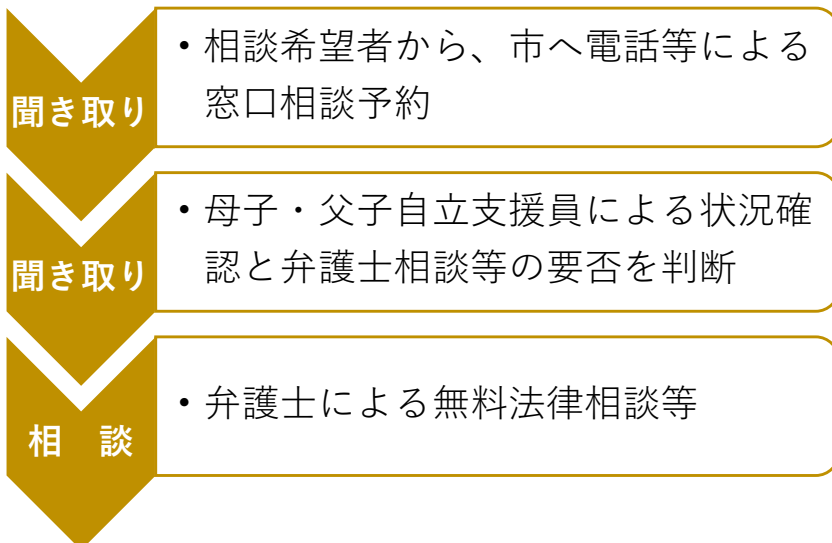 聞き取り
・相談希望者から、市へ電話等による
窓口相談予約
聞き取り
・母子・父子自立支援員による状況確
認と弁護士相談等の要否を判断
相　談
・弁護士による無料法律相談等